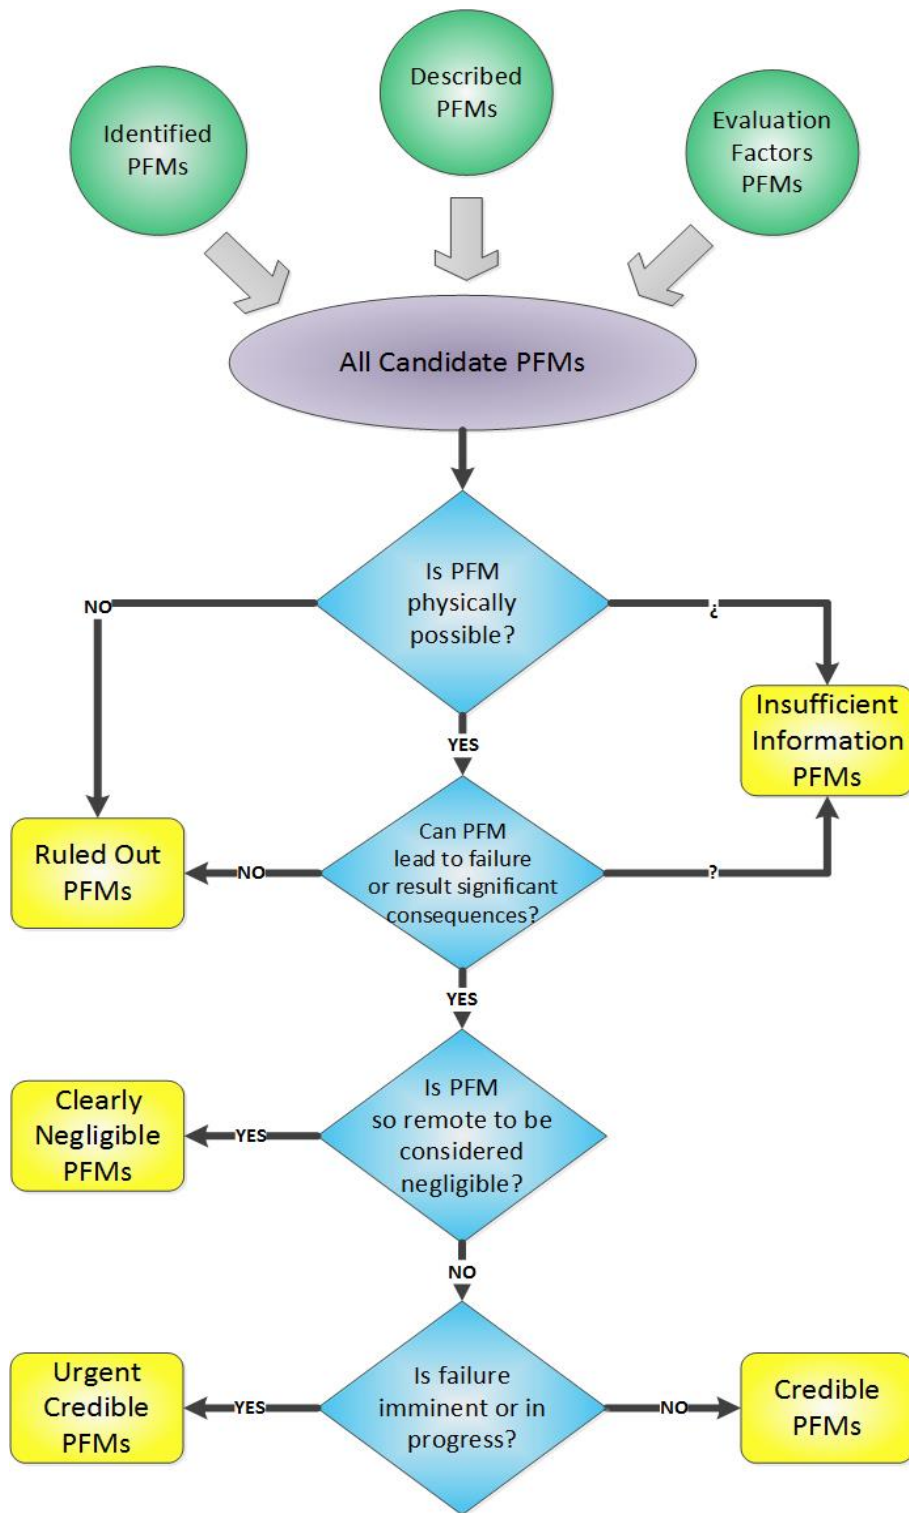 Identified
PFMs
Described
PFMs
Evaluation
Factors
PFMs
All Candidate PFMs
Is PFM
physically
possible?
NO
¿
Insufficient
Information
PFMs
YES
Can PFM
lead to failure
or result significant
consequences?
NO
?
Ruled Out
PFMs
YES
Is PFM
so remote to be
considered
negligible?
YES
Clearly
Negligible
PFMs
NO
Is failure
imminent or in
progress?
YES
Urgent
Credible
PFMs
NO
Credible
PFMs